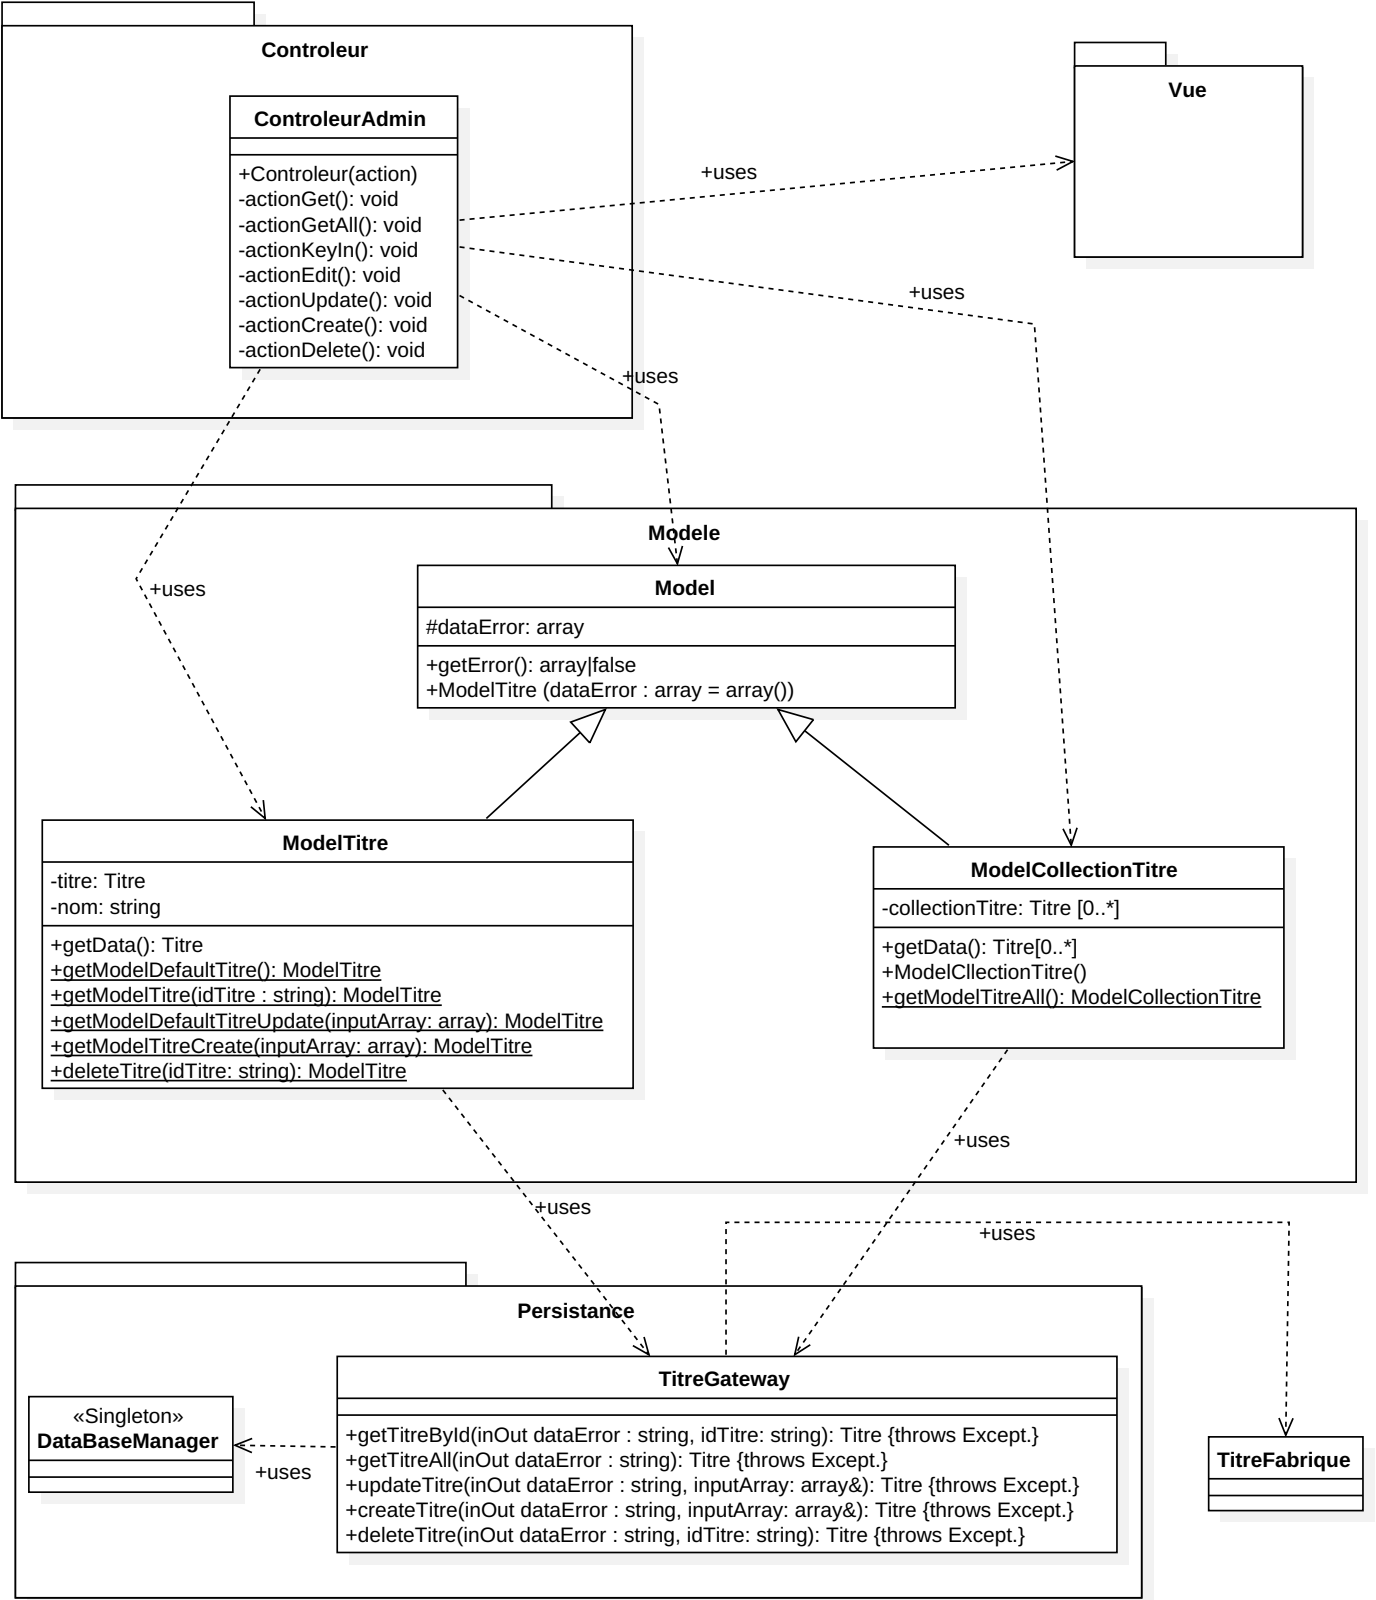 Controleur
ControleurAdmin
+Controleur(action)
-actionGet(): void
-actionGetAll(): void
-actionKeyIn(): void
-actionEdit(): void
-actionUpdate(): void
-actionCreate(): void
-actionDelete(): void
Vue
+uses
+uses
+uses
+uses
Modele
Model
#dataError: array
+getError(): array|false
+ModelTitre (dataError : array = array())
ModelTitre
-titre: Titre
-nom: string
+getData(): Titre
+getModelDefaultTitre(): ModelTitre
+getModelTitre(idTitre : string): ModelTitre
+getModelDefaultTitreUpdate(inputArray: array): ModelTitre
+getModelTitreCreate(inputArray: array): ModelTitre
+deleteTitre(idTitre: string): ModelTitre
ModelCollectionTitre
-collectionTitre: Titre [0..*]
+getData(): Titre[0..*]
+ModelCllectionTitre()
+getModelTitreAll(): ModelCollectionTitre
+uses
+uses
+uses
Persistance
TitreGateway
+getTitreById(inOut dataError : string, idTitre: string): Titre {throws Except.}
+getTitreAll(inOut dataError : string): Titre {throws Except.}
+updateTitre(inOut dataError : string, inputArray: array&): Titre {throws Except.}
+createTitre(inOut dataError : string, inputArray: array&): Titre {throws Except.}
+deleteTitre(inOut dataError : string, idTitre: string): Titre {throws Except.}
«Singleton»
DataBaseManager
+uses
TitreFabrique